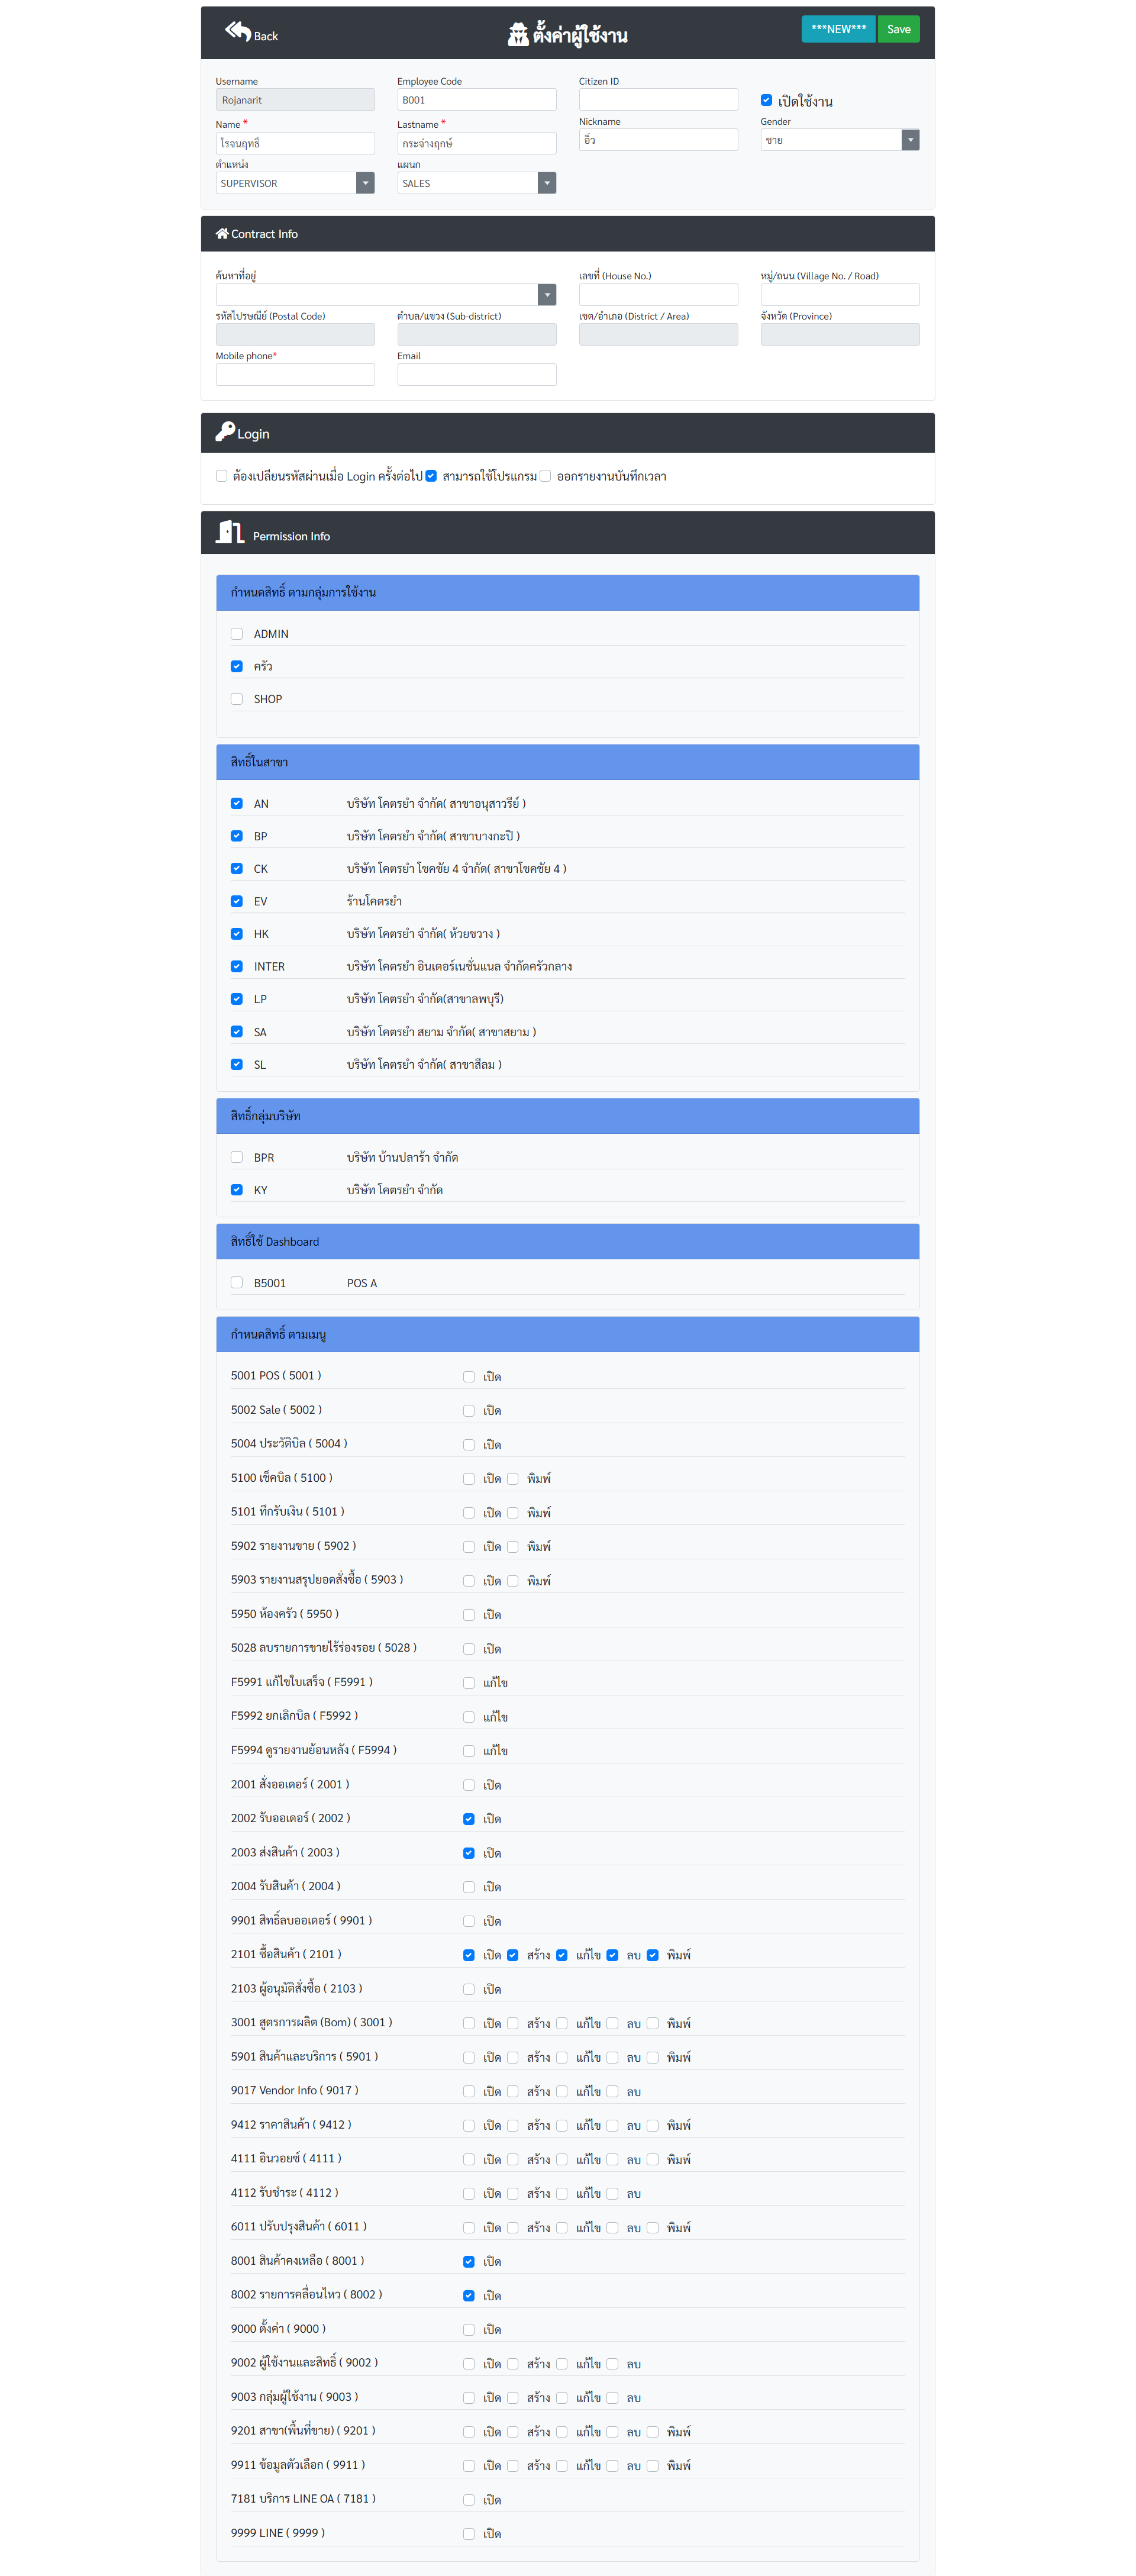 Back
ตั้งค่าผู้ใช้งาน
***NEW*** Save
Username Employee Code Citizen ID
Rojanarit B001 เปิดใช้งาน
Name * Lastname * Nickname Gender
โรจนฤทธิ์ กระจ่างฤกษ์ อิ๋ว ชาย
ตำแหน่ง แผนก
SUPERVISOR SALES
Contract Info
ค้นหาที่อยู่ เลขที่ (House No.) หมู่/ถนน (Village No. / Road)
รหัสไปรษณีย์ (Postal Code) ตำบล/แขวง (Sub-district) เขต/อำเภอ (District / Area) จังหวัด (Province)
Mobile phone* Email
Login
ต้องเปลียนรหัสผ่านเมื่อ Login ครั้งต่อไป สามารถใช้โปรแกรม ออกรายงานบันทึกเวลา
Permission Info
กำหนดสิทธิ์ ตามกลุ่มการใช้งาน
ADMIN
ครัว
SHOP
สิทธิ์ในสาขา
AN บริษัท โคตรยำ จำกัด( สาขาอนุสาวรีย์ )
BP บริษัท โคตรยำ จำกัด( สาขาบางกะปิ )
CK บริษัท โคตรยำ โชคชัย 4 จำกัด( สาขาโชคชัย 4 )
EV ร้านโคตรยำ
HK บริษัท โคตรยำ จำกัด( ห้วยขวาง )
INTER บริษัท โคตรยำ อินเตอร์เนชั่นแนล จำกัดครัวกลาง
LP บริษัท โคตรยำ จำกัด(สาขาลพบุรี)
SA บริษัท โคตรยำ สยาม จำกัด( สาขาสยาม )
SL บริษัท โคตรยำ จำกัด( สาขาสีลม )
สิทธิ์กลุ่มบริษัท
BPR บริษัท บ้านปลาร้า จำกัด
KY บริษัท โคตรยำ จำกัด
สิทธิ์ใช้ Dashboard
B5001 POS A
กำหนดสิทธิ์ ตามเมนู
5001 POS ( 5001 ) เปิด
5002 Sale ( 5002 ) เปิด
5004 ประวัติบิล ( 5004 ) เปิด
5100 เช็คบิล ( 5100 ) เปิด พิมพ์
5101 ทึกรับเงิน ( 5101 ) เปิด พิมพ์
5902 รายงานขาย ( 5902 ) เปิด พิมพ์
5903 รายงานสรุปยอดสั่งซื้อ ( 5903 ) เปิด พิมพ์
5950 ห้องครัว ( 5950 ) เปิด
5028 ลบรายการขายไร้ร่องรอย ( 5028 ) เปิด
F5991 แก้ไขใบเสร็จ ( F5991 ) แก้ไข
F5992 ยกเลิกบิล ( F5992 ) แก้ไข
F5994 ดูรายงานย้อนหลัง ( F5994 ) แก้ไข
2001 สั่งออเดอร์ ( 2001 ) เปิด
2002 รับออเดอร์ ( 2002 ) เปิด
2003 ส่งสินค้า ( 2003 ) เปิด
2004 รับสินค้า ( 2004 ) เปิด
9901 สิทธิ์ลบออเดอร์ ( 9901 ) เปิด
2101 ซื้อสินค้า ( 2101 ) เปิด สร้าง แก้ไข ลบ พิมพ์
2103 ผู้อนุมัติสั่งซื้อ ( 2103 ) เปิด
3001 สูตรการผลิต (Bom) ( 3001 ) เปิด สร้าง แก้ไข ลบ พิมพ์
5901 สินค้าและบริการ ( 5901 ) เปิด สร้าง แก้ไข ลบ พิมพ์
9017 Vendor Info ( 9017 ) เปิด สร้าง แก้ไข ลบ
9412 ราคาสินค้า ( 9412 ) เปิด สร้าง แก้ไข ลบ พิมพ์
4111 อินวอยซ์ ( 4111 ) เปิด สร้าง แก้ไข ลบ พิมพ์
4112 รับชำระ ( 4112 ) เปิด สร้าง แก้ไข ลบ
6011 ปรับปรุงสินค้า ( 6011 ) เปิด สร้าง แก้ไข ลบ พิมพ์
8001 สินค้าคงเหลือ ( 8001 ) เปิด
8002 รายการคลื่อนไหว ( 8002 ) เปิด
9000 ตั้งค่า ( 9000 ) เปิด
9002 ผู้ใช้งานและสิทธิ์ ( 9002 ) เปิด สร้าง แก้ไข ลบ
9003 กลุ่มผู้ใช้งาน ( 9003 ) เปิด สร้าง แก้ไข ลบ
9201 สาขา(พื้นที่ขาย) ( 9201 ) เปิด สร้าง แก้ไข ลบ พิมพ์
9911 ข้อมูลตัวเลือก ( 9911 ) เปิด สร้าง แก้ไข ลบ พิมพ์
7181 บริการ LINE OA ( 7181 ) เปิด
9999 LINE ( 9999 ) เปิด